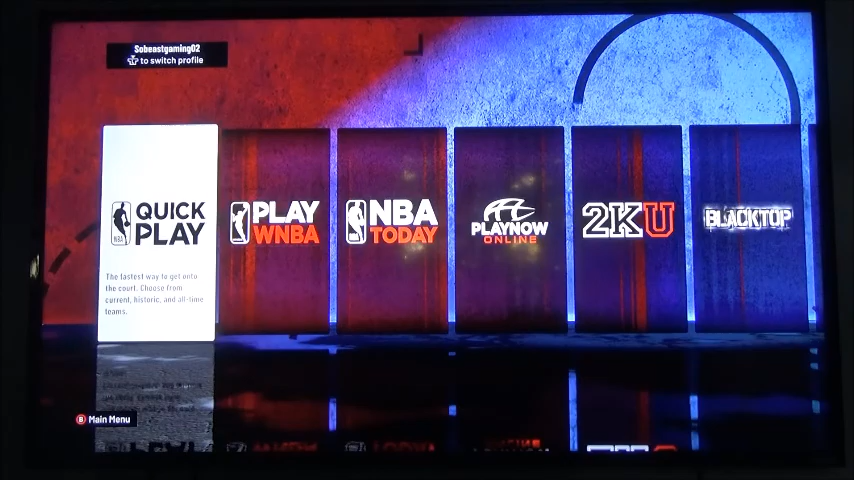 Sobeastgaming02
to switch profile
QUICK
PLAY
NBA
The fastest way to get onto
the court. Choose from
current, historic, and all-time
teams.
PLAY
WNBA
NBA
TODAY
PLAYNOW
ONLINE
2KU
BLACKTOP
B Main Menu